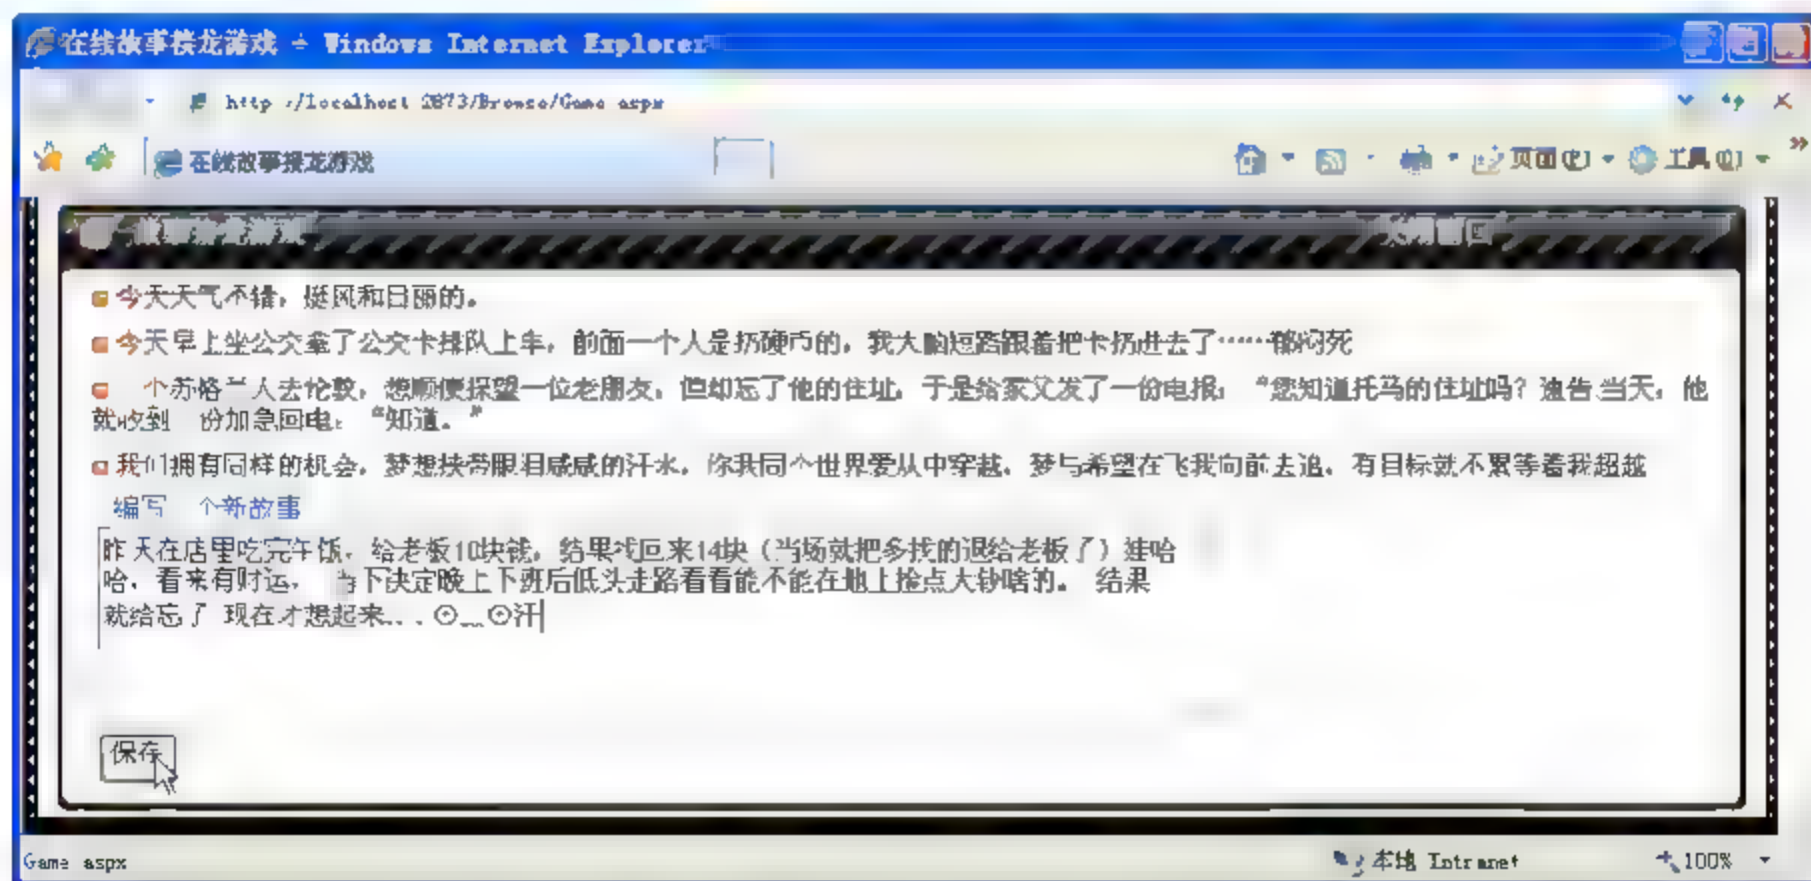 在线故事接龙游戏 - Windows Internet Explorer
http://localhost:2873/Browse/Game.aspx
在线故事接龙游戏
页面(P) 工具(O)
故事接龙游戏 关闭窗口
今天天气不错，挺风和日丽的。
今天早上坐公交拿了公交卡排队上车，前面一个人是扔硬币的，我大脑短路跟着把卡扔进去了……郁闷死
个苏格兰人去伦敦，想顺便探望一位老朋友，但却忘了他的住址，于是给家父发了一份电报：“您知道托马的住址吗？速告.当天，他
就收到 份加急回电：“知道。”
我们拥有同样的机会，梦想挟带眼泪咸咸的汗水，你我同个世界爱从中穿越，梦与希望在飞我向前去追，有目标就不累等着我超越
编写 个新故事
昨天在店里吃完午饭，给老板10块钱，结果找回来14块（当场就把多找的退给老板了）娃哈
哈，看来有财运， 当下决定晚上下班后低头走路看看能不能在地上捡点大钞啥的。 结果
就给忘了 现在才想起来...⊙﹏⊙汗
保存
Game aspx 本地 Intranet 100%